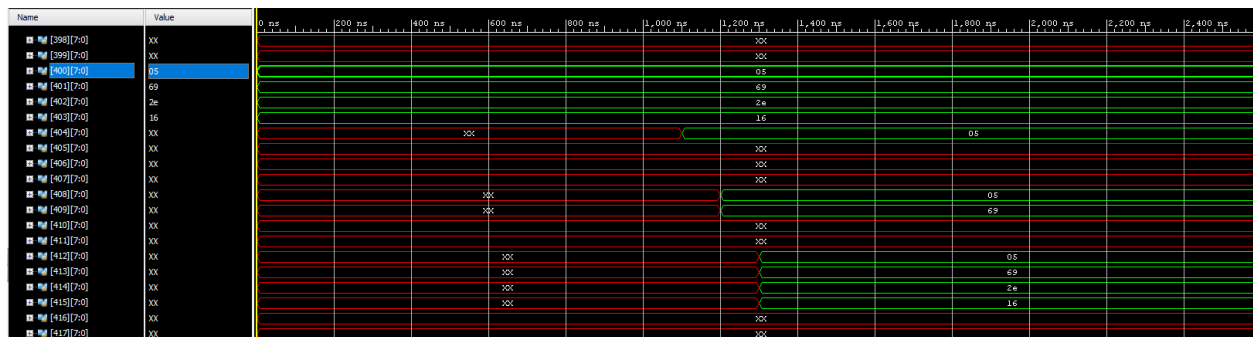 Name Value 0 ns 200 ns 400 ns 600 ns 800 ns 1,000 ns 1,200 ns 1,400 ns 1,600 ns 1,800 ns 2,000 ns 2,200 ns 2,400 ns
[398][7:0] XX XX
[399][7:0] XX XX
[400][7:0] 05 05
[401][7:0] 69 69
[402][7:0] 2e 2e
[403][7:0] 16 16
[404][7:0] XX XX 05
[405][7:0] XX XX
[406][7:0] XX XX
[407][7:0] XX XX
[408][7:0] XX XX 05
[409][7:0] XX XX 69
[410][7:0] XX XX
[411][7:0] XX XX
[412][7:0] XX XX 05
[413][7:0] XX XX 69
[414][7:0] XX XX 2e
[415][7:0] XX XX 16
[416][7:0] XX XX
[417][7:0] XX XX